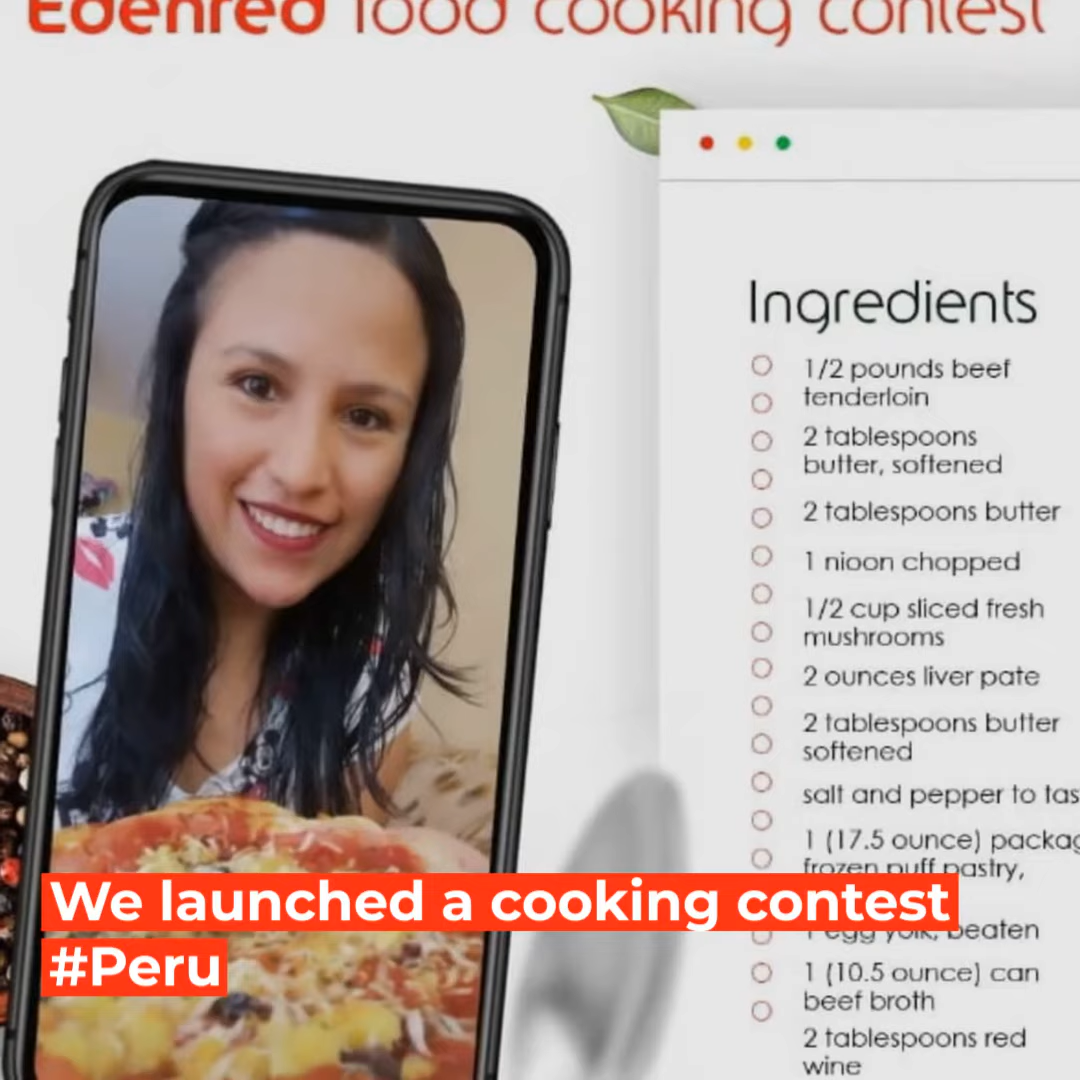 Edenred food cooking contest
Ingredients
1/2 pounds beef
tenderloin
2 tablespoons
butter, softened
2 tablespoons butter
1 nioon chopped
1/2 cup sliced fresh
mushrooms
2 ounces liver pate
2 tablespoons butter
softened
salt and pepper to tas
1 (17.5 ounce) packag
frozen puff pastry,
1 egg yolk, beaten
1 (10.5 ounce) can
beef broth
2 tablespoons red
wine
We launched a cooking contest
#Peru